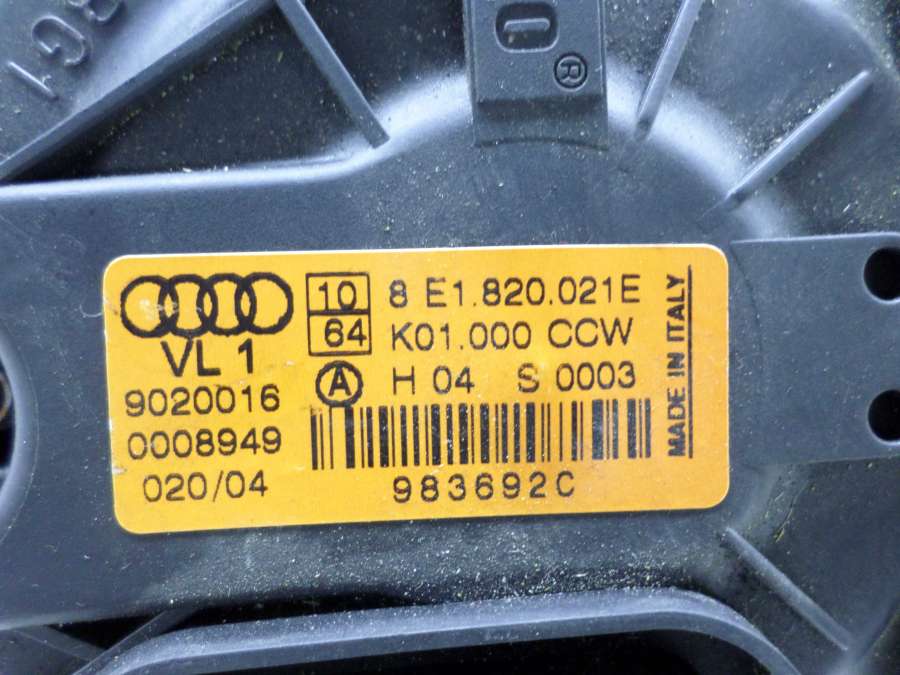 8G1
®
VL 1
9020016
0008949
020/04
10
64
A
8 E1.820.021E
K01.000 CCW
H 04 S 0003
983692C
MADE IN ITALY